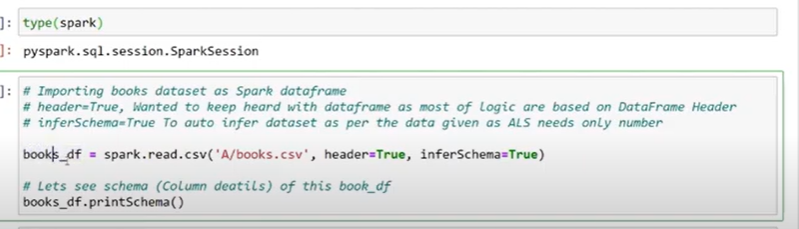 ]: type(spark)
]: pyspark.sql.session.SparkSession
]: # Importing books dataset as Spark dataframe
# header=True, Wanted to keep heard with dataframe as most of logic are based on DataFrame Header
# inferSchema=True To auto infer dataset as per the data given as ALS needs only number
books_df = spark.read.csv('A/books.csv', header=True, inferSchema=True)
# Lets see schema (Column deatils) of this book_df
books_df.printSchema()